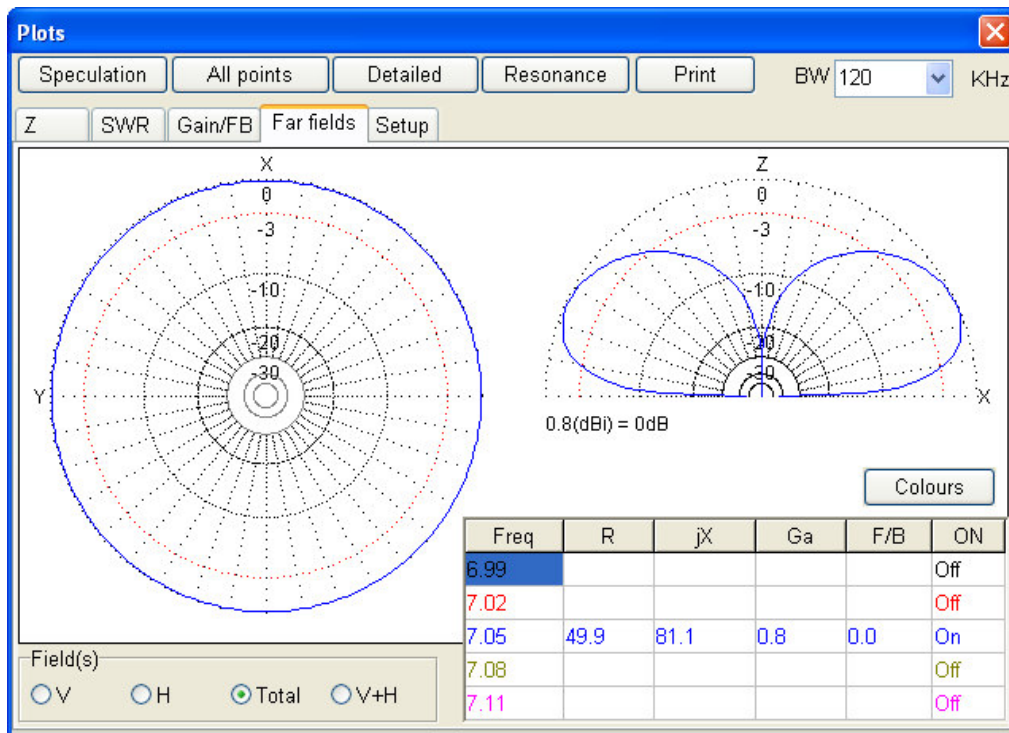 Plots
Speculation All points Detailed Resonance Print BW 120 KHz
Z SWR Gain/FB Far fields Setup
X
0
-3
-10
-20
-30
Y
Z
0
-3
-10
-20
-30
X
0.8(dBi) = 0dB
Colours
Freq R jX Ga F/B ON
6.99 Off
7.02 Off
7.05 49.9 81.1 0.8 0.0 On
7.08 Off
7.11 Off
Field(s)
V H Total V+H